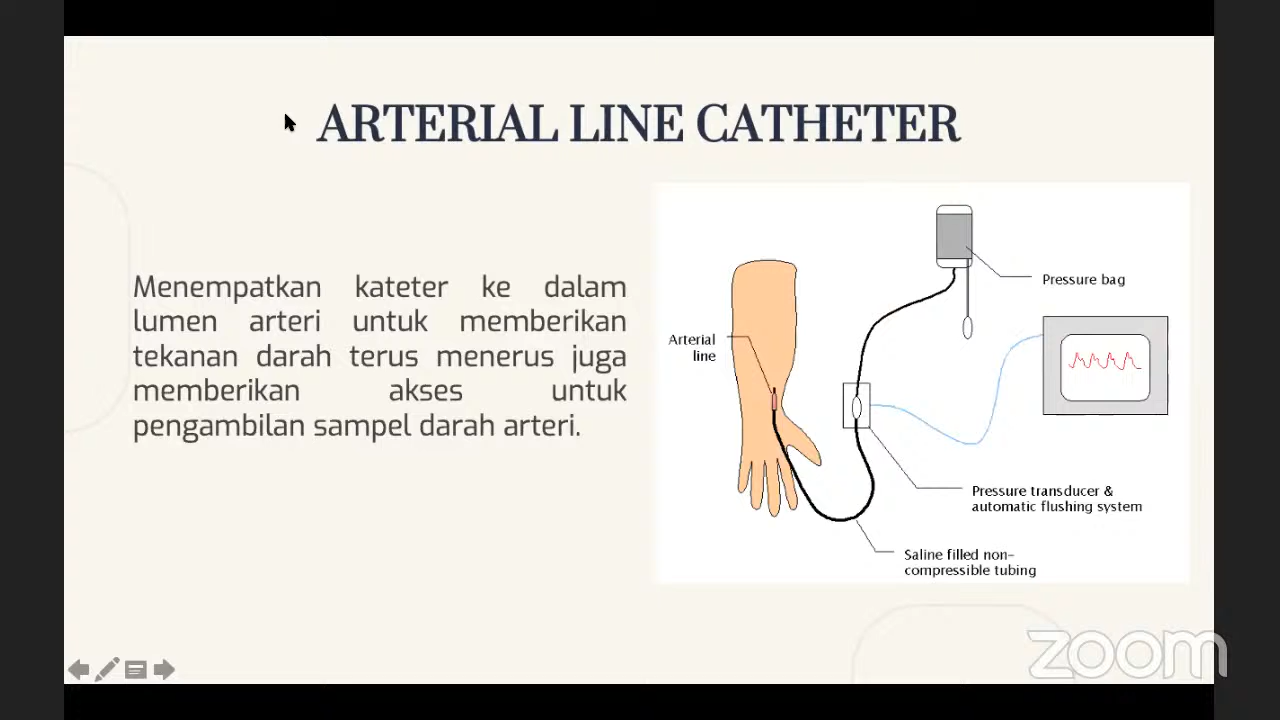 ARTERIAL LINE CATHETER
Menempatkan kateter ke dalam
lumen arteri untuk memberikan
tekanan darah terus menerus juga
memberikan akses untuk
pengambilan sampel darah arteri.
Pressure bag
Arterial
line
Pressure transducer &
automatic flushing system
Saline filled non-
compressible tubing
zoom